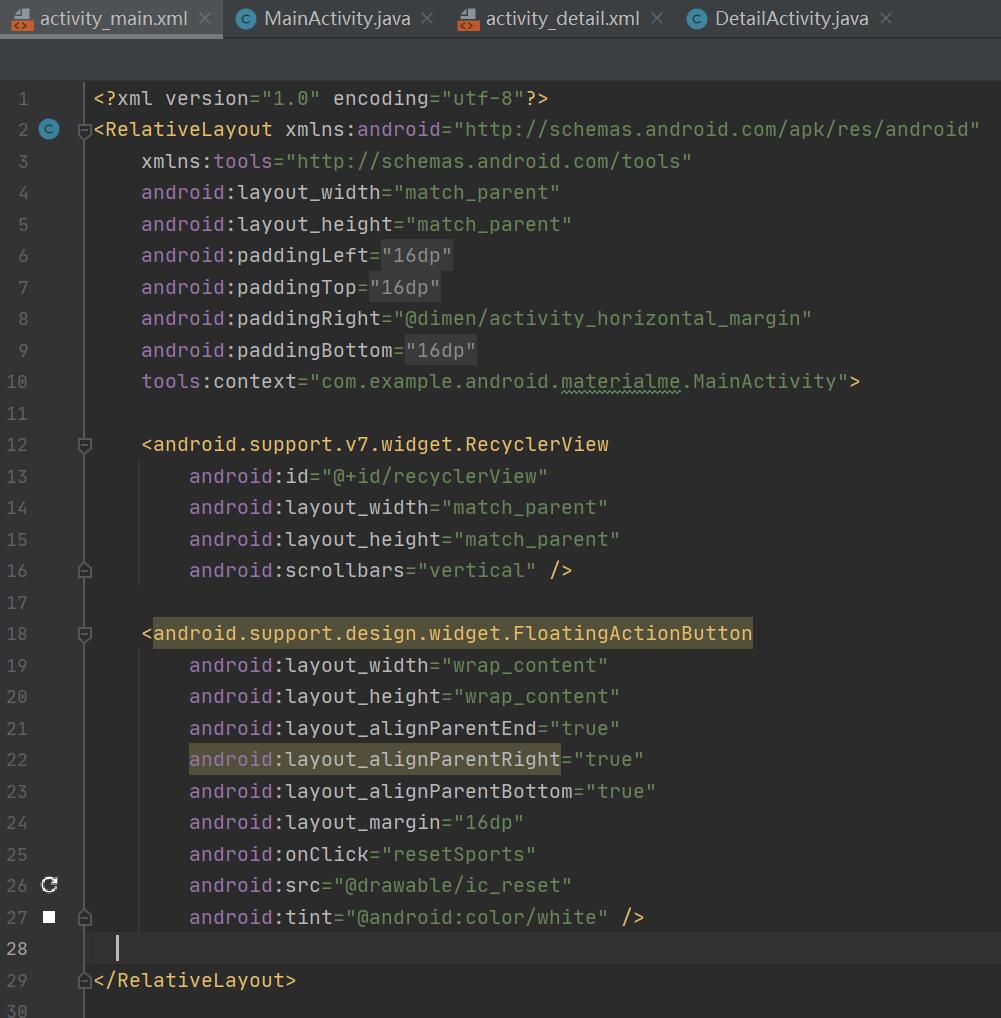 activity_main.xml MainActivity.java activity_detail.xml DetailActivity.java
1 <?xml version="1.0" encoding="utf-8"?>
2 <RelativeLayout xmlns:android="http://schemas.android.com/apk/res/android"
3 xmlns:tools="http://schemas.android.com/tools"
4 android:layout_width="match_parent"
5 android:layout_height="match_parent"
6 android:paddingLeft="16dp"
7 android:paddingTop="16dp"
8 android:paddingRight="@dimen/activity_horizontal_margin"
9 android:paddingBottom="16dp"
10 tools:context="com.example.android.materialme.MainActivity">
11
12 <android.support.v7.widget.RecyclerView
13 android:id="@+id/recyclerView"
14 android:layout_width="match_parent"
15 android:layout_height="match_parent"
16 android:scrollbars="vertical" />
17
18 <android.support.design.widget.FloatingActionButton
19 android:layout_width="wrap_content"
20 android:layout_height="wrap_content"
21 android:layout_alignParentEnd="true"
22 android:layout_alignParentRight="true"
23 android:layout_alignParentBottom="true"
24 android:layout_margin="16dp"
25 android:onClick="resetSports"
26 android:src="@drawable/ic_reset"
27 android:tint="@android:color/white" />
28
29 </RelativeLayout>
30